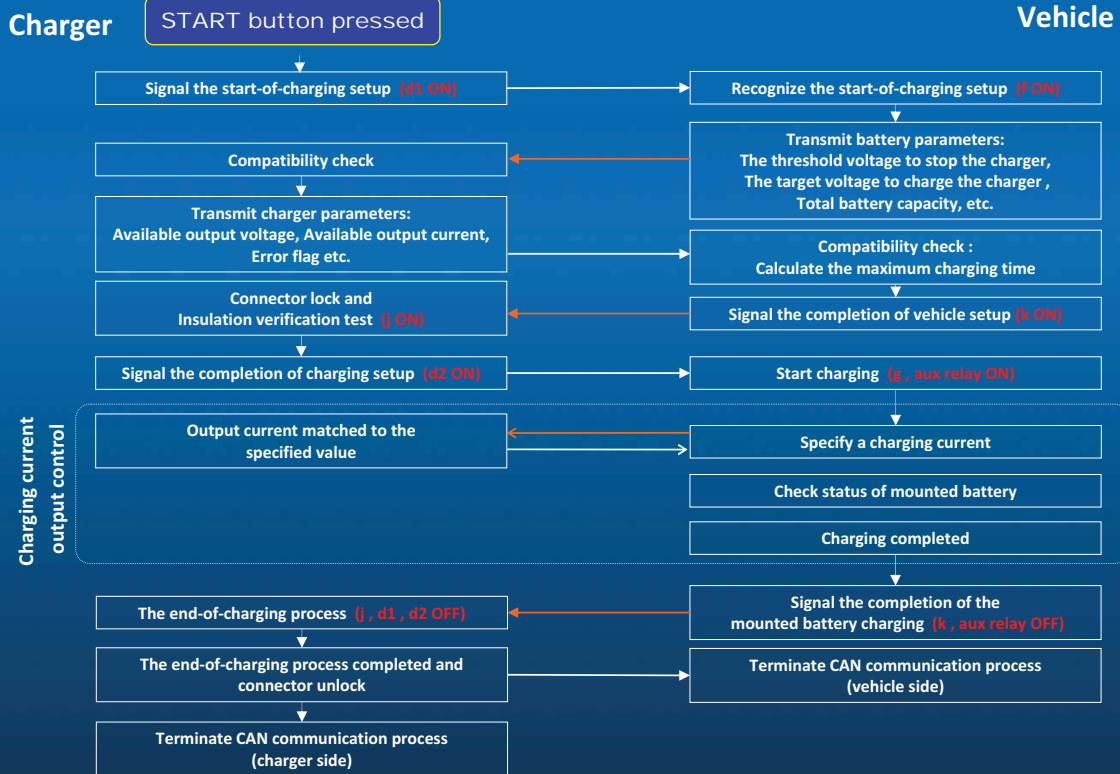 Charger
START button pressed
Vehicle
Signal the start-of-charging setup (d1 ON)
Recognize the start-of-charging setup (f ON)
Transmit battery parameters:
The threshold voltage to stop the charger,
The target voltage to charge the charger ,
Total battery capacity, etc.
Compatibility check
Transmit charger parameters:
Available output voltage, Available output current,
Error flag etc.
Compatibility check :
Calculate the maximum charging time
Connector lock and
Insulation verification test (j ON)
Signal the completion of vehicle setup (k ON)
Signal the completion of charging setup (d2 ON)
Start charging (g , aux relay ON)
Charging current
output control
Output current matched to the
specified value
Specify a charging current
Check status of mounted battery
Charging completed
The end-of-charging process (j , d1 , d2 OFF)
Signal the completion of the
mounted battery charging (k , aux relay OFF)
The end-of-charging process completed and
connector unlock
Terminate CAN communication process
(vehicle side)
Terminate CAN communication process
(charger side)